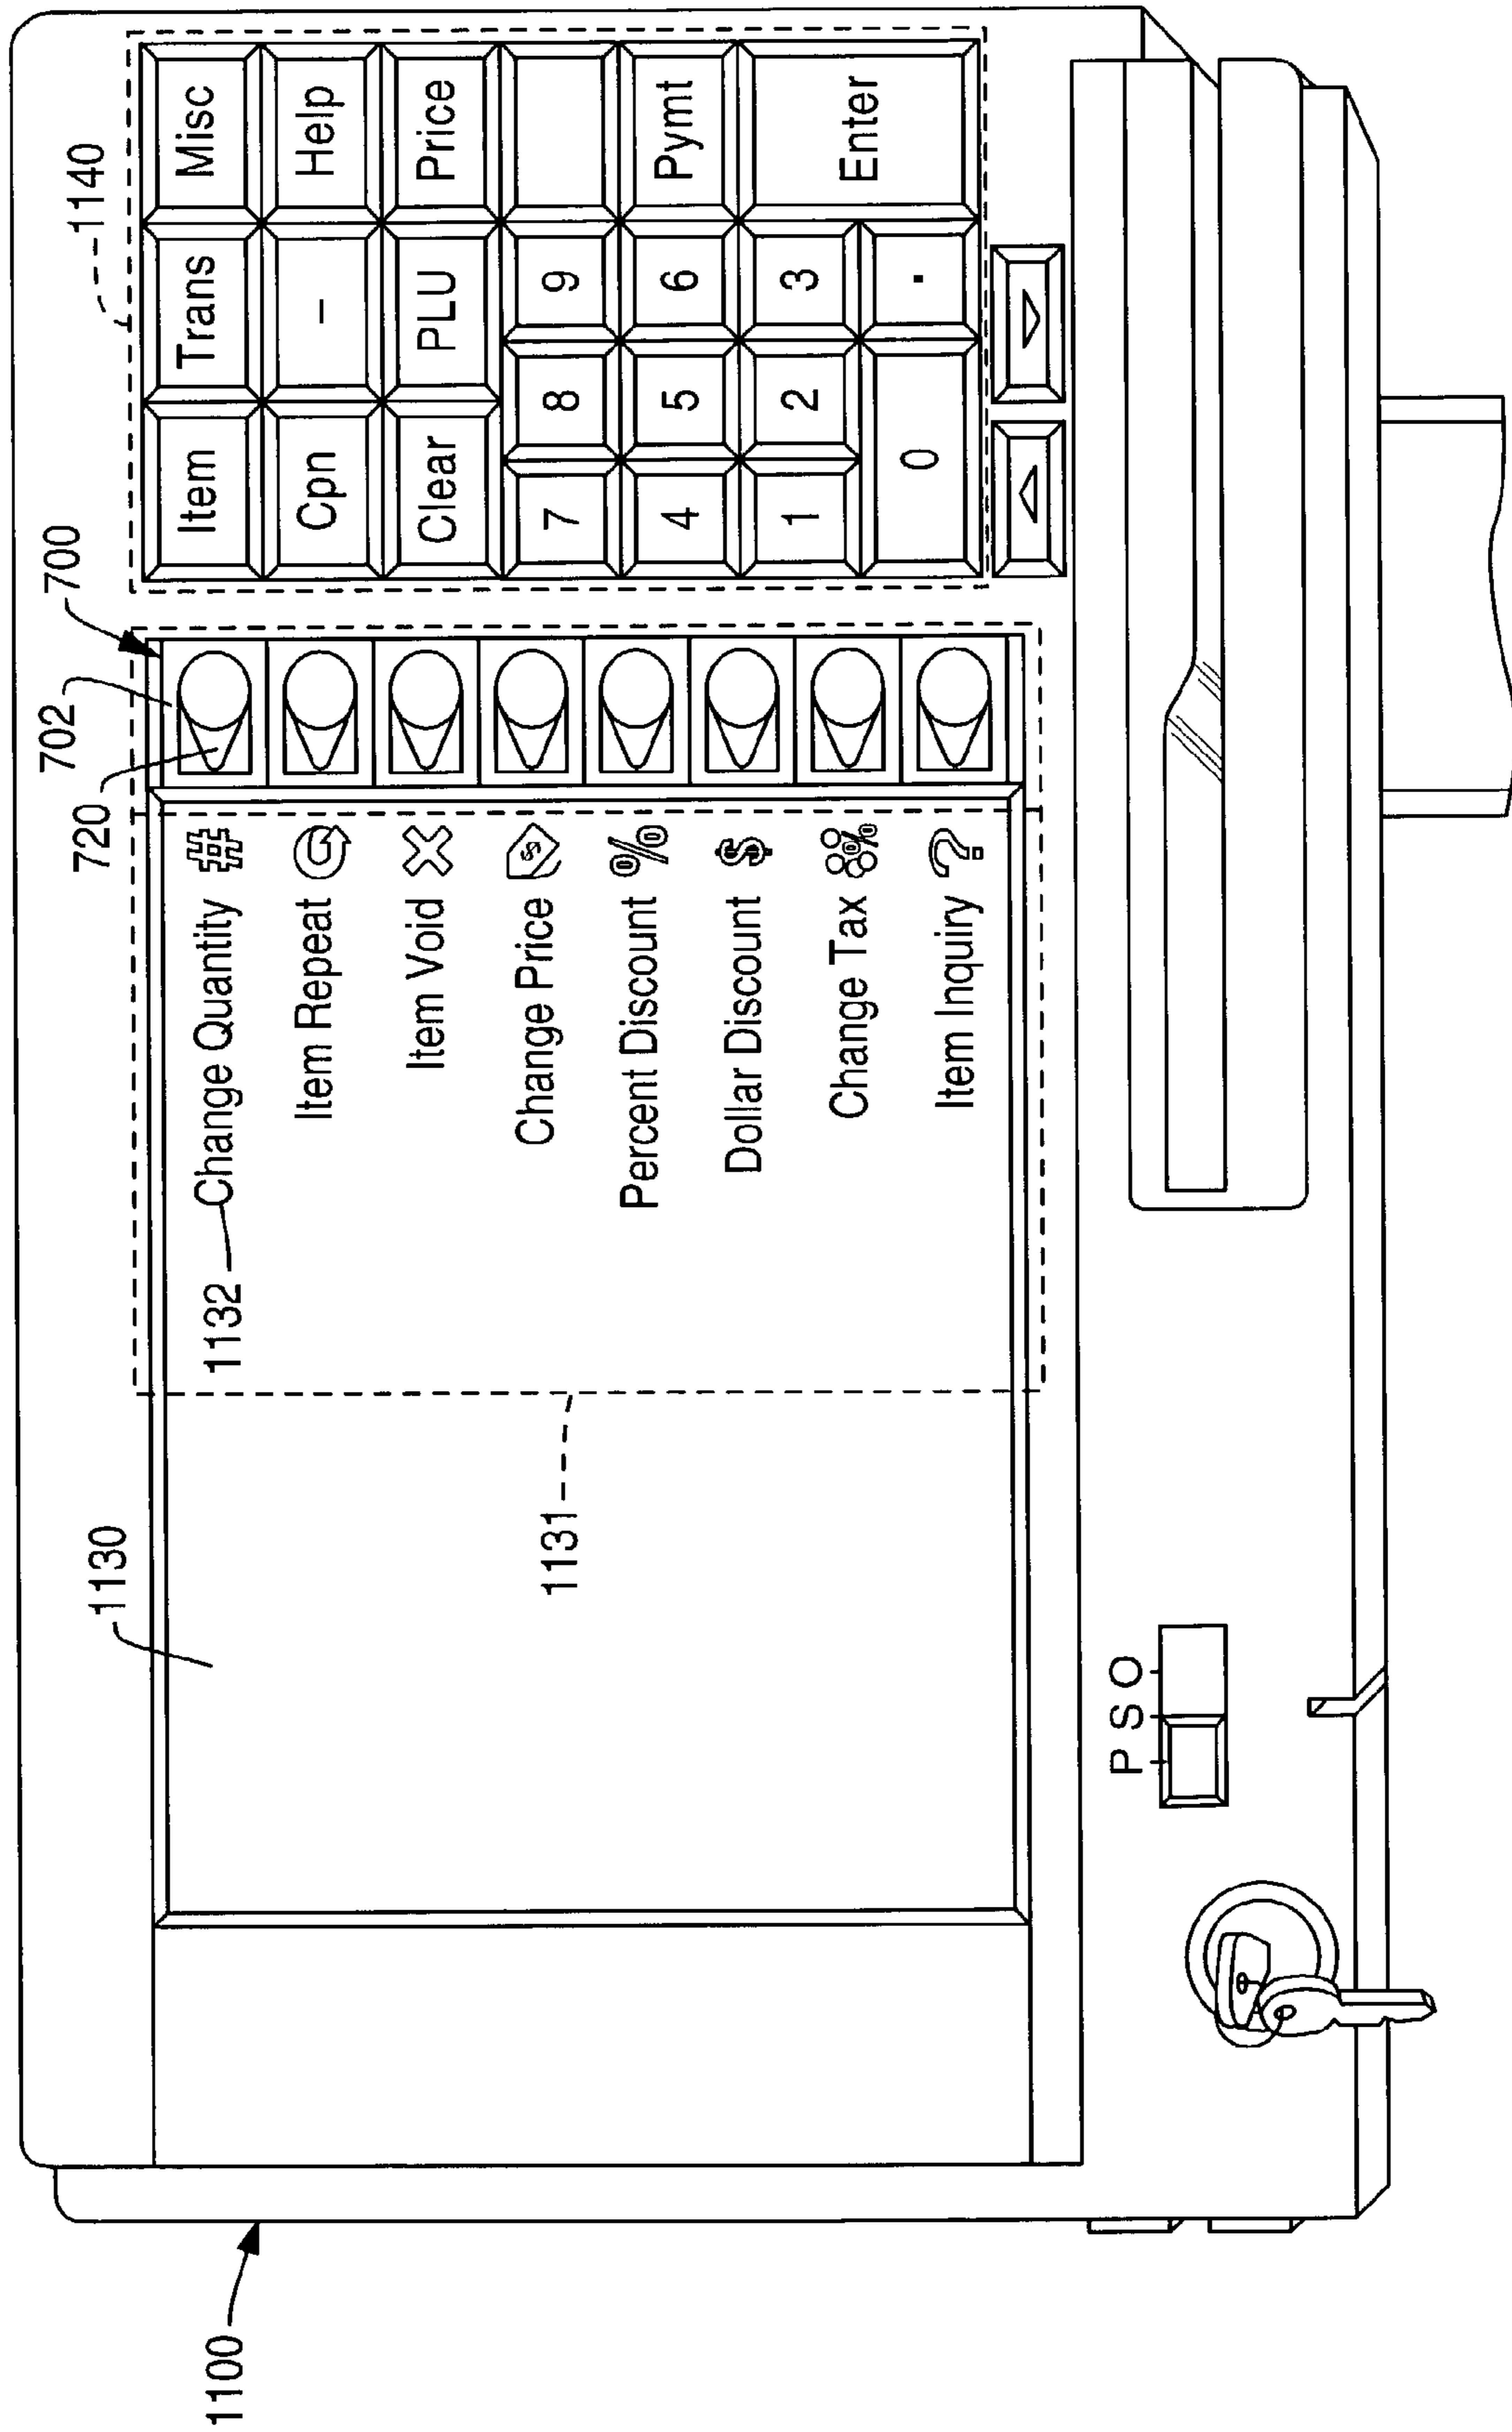 1140
700
702
720
1130
1132
1131
1100
Change Quantity #
Item Repeat
Item Void
Change Price $
Percent Discount %
Dollar Discount $
Change Tax %
Item Inquiry ?
Item Trans Misc
Cpn - Help
Clear PLU Price
7 8 9
4 5 6 Pymt
1 2 3 Enter
0 .
P S O